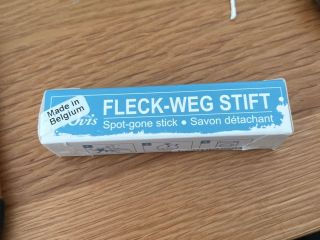 Made in
Belgium
FLECK-WEG STIFT
Spot-gone stick • Savon détachant